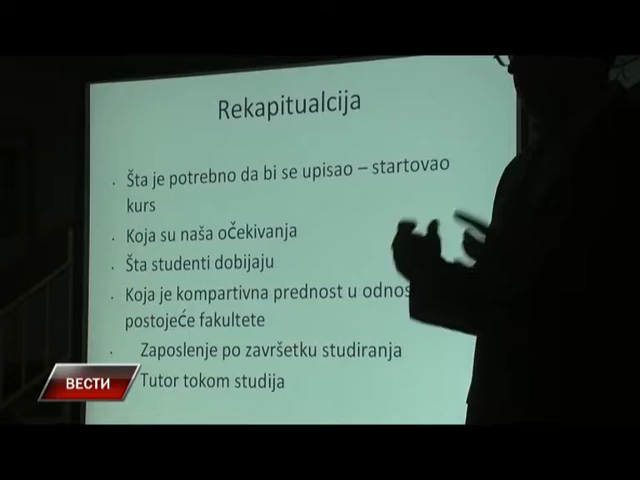 Rekapitualcija
Šta je potrebno da bi se upisao – startovao
kurs
Koja su naša očekivanja
Šta studenti dobijaju
Koja je kompartivna prednost u
postojeće fakultete
Zaposlenje po završetku studiranja
Tutor tokom studija
ВЕСТИ